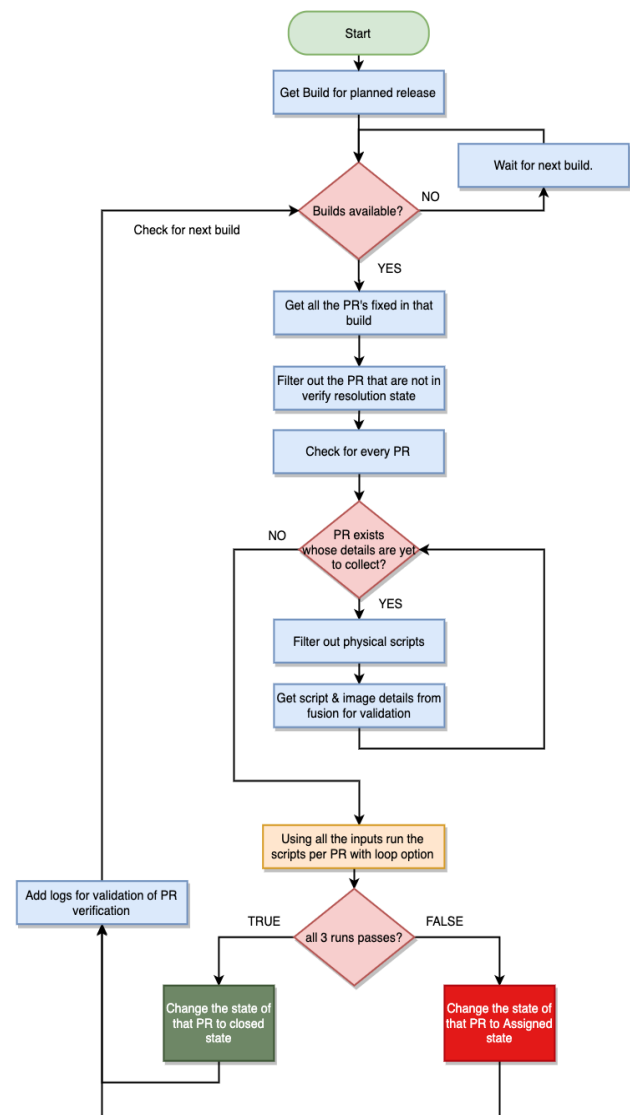 Start
Get Build for planned release
Wait for next build.
Builds available?
NO
Check for next build
YES
Get all the PR's fixed in that
build
Filter out the PR that are not in
verify resolution state
Check for every PR
NO
PR exists
whose details are yet
to collect?
YES
Filter out physical scripts
Get script & image details from
fusion for validation
Using all the inputs run the
scripts per PR with loop option
Add logs for validation of PR
verification
TRUE
FALSE
all 3 runs passes?
Change the state of
that PR to closed
state
Change the state of
that PR to Assigned
state